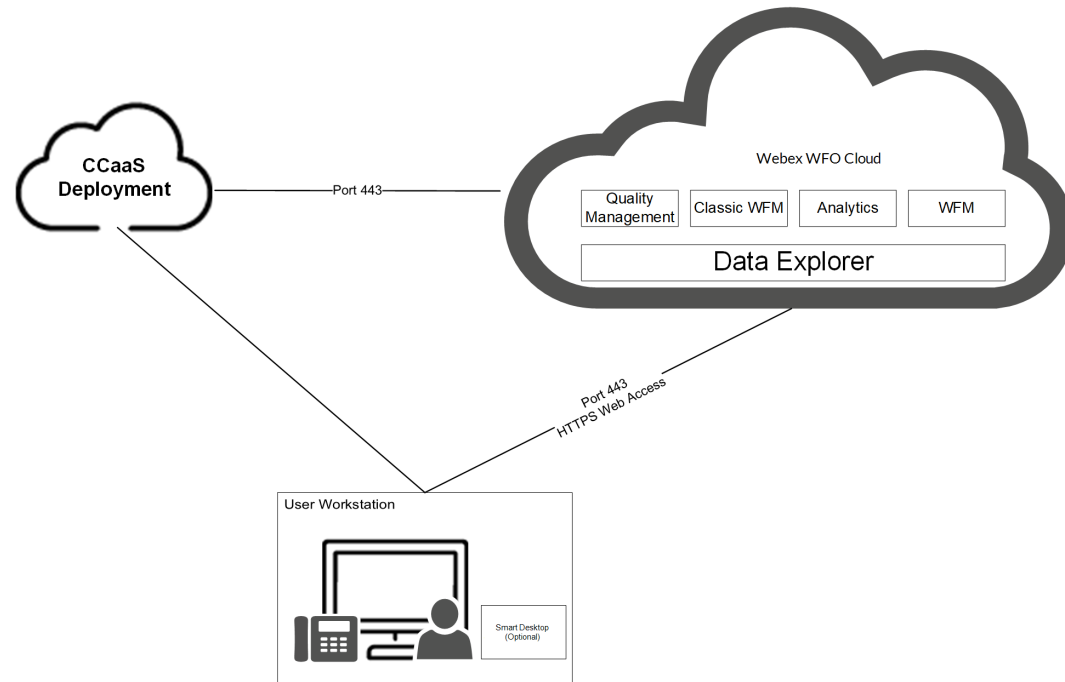 CCaaS
Deployment
Port 443
Webex WFO Cloud
Quality
Management
Classic WFM
Analytics
WFM
Data Explorer
Port 443
HTTPS Web Access
User Workstation
Smart Desktop
(Optional)